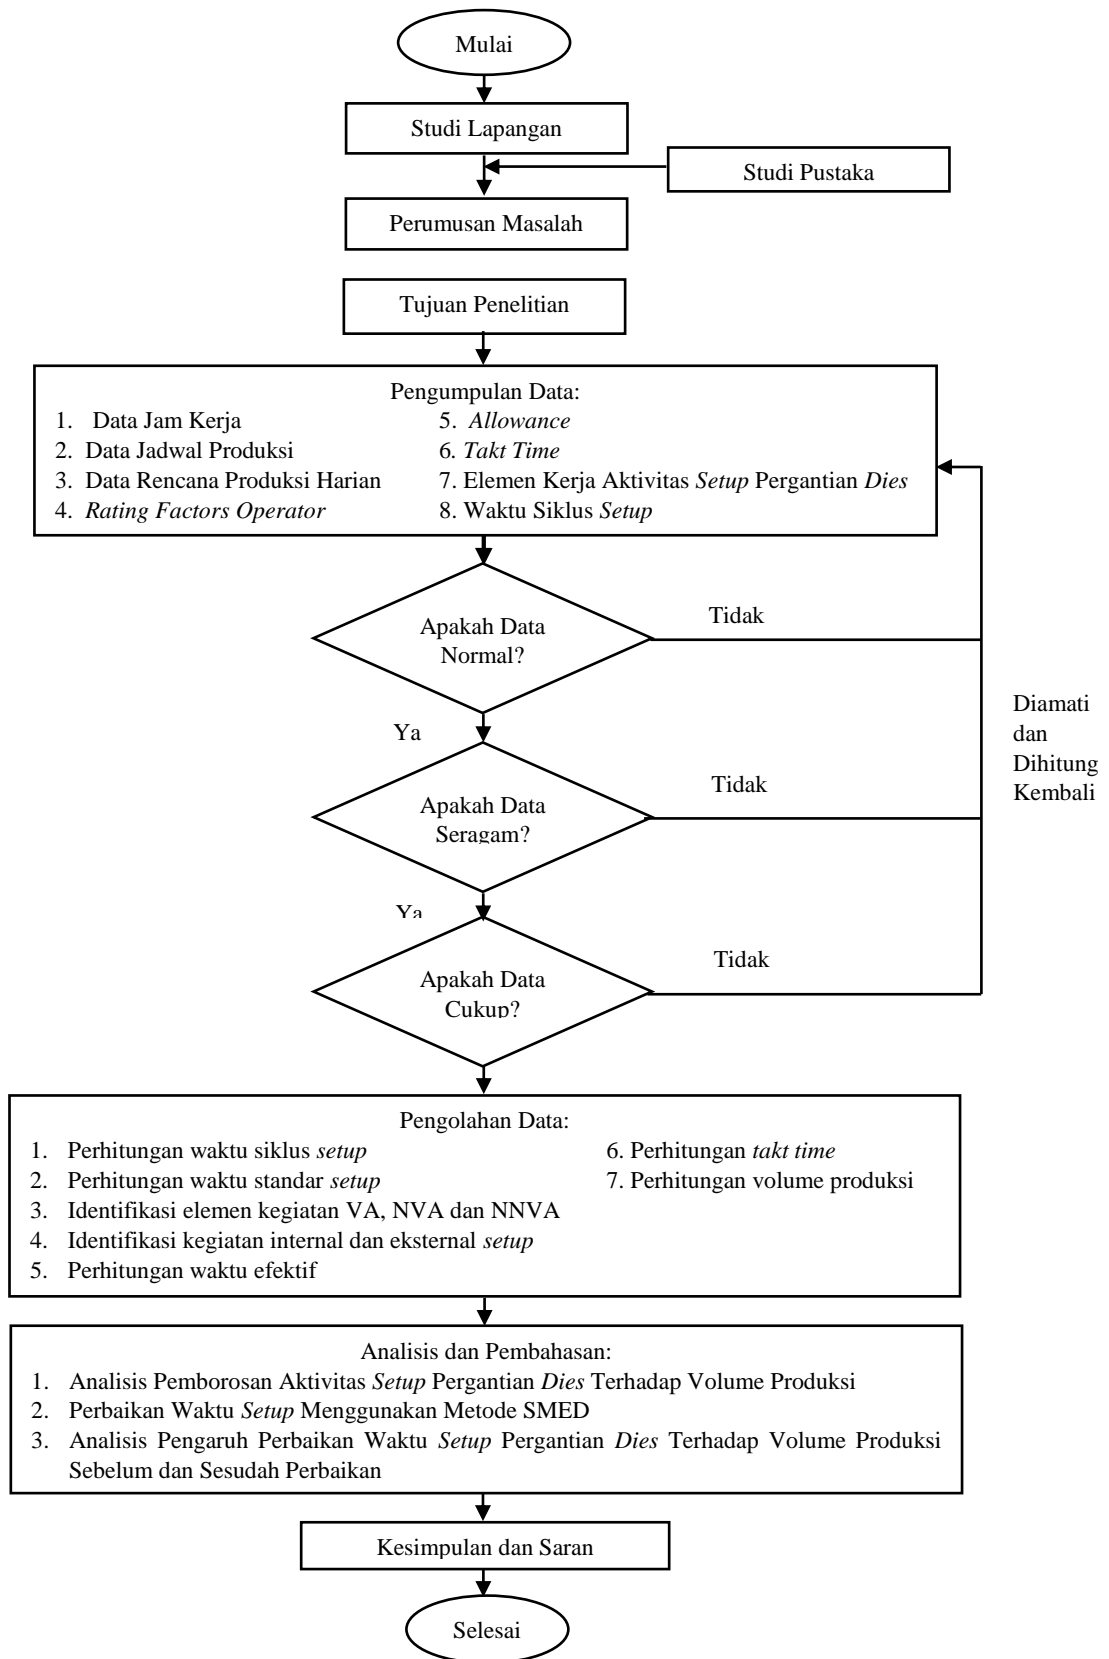 Mulai
Studi Lapangan
Studi Pustaka
Perumusan Masalah
Tujuan Penelitian
Pengumpulan Data:
1. Data Jam Kerja
2. Data Jadwal Produksi
3. Data Rencana Produksi Harian
4. Rating Factors Operator
5. Allowance
6. Takt Time
7. Elemen Kerja Aktivitas Setup Pergantian Dies
8. Waktu Siklus Setup
Apakah Data
Normal?
Tidak
Ya
Apakah Data
Seragam?
Tidak
Diamati
dan
Dihitung
Kembali
Ya
Apakah Data
Cukup?
Tidak
Pengolahan Data:
1. Perhitungan waktu siklus setup
2. Perhitungan waktu standar setup
3. Identifikasi elemen kegiatan VA, NVA dan NNVA
4. Identifikasi kegiatan internal dan eksternal setup
5. Perhitungan waktu efektif
6. Perhitungan takt time
7. Perhitungan volume produksi
Analisis dan Pembahasan:
1. Analisis Pemborosan Aktivitas Setup Pergantian Dies Terhadap Volume Produksi
2. Perbaikan Waktu Setup Menggunakan Metode SMED
3. Analisis Pengaruh Perbaikan Waktu Setup Pergantian Dies Terhadap Volume Produksi
Sebelum dan Sesudah Perbaikan
Kesimpulan dan Saran
Selesai